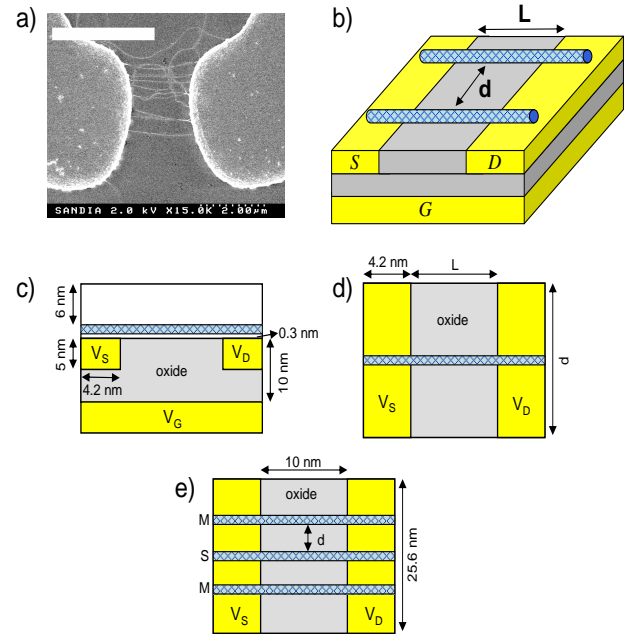 a)
SANDIA 2.0 kV X15.0K 2.00µm
b)
L
d
S
D
G
c)
6 nm
0.3 nm
5 nm
V_S
V_D
oxide
10 nm
4.2 nm
V_G
d)
4.2 nm
L
oxide
d
V_S
V_D
e)
10 nm
oxide
M
d
S
25.6 nm
M
V_S
V_D